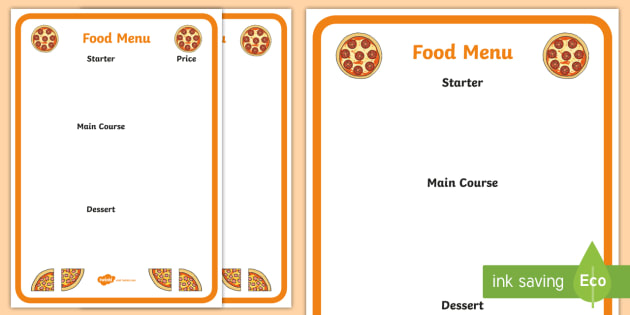 Food Menu
Starter Price
Main Course
Dessert
Food Menu
Starter
Main Course
Dessert
ink saving Eco